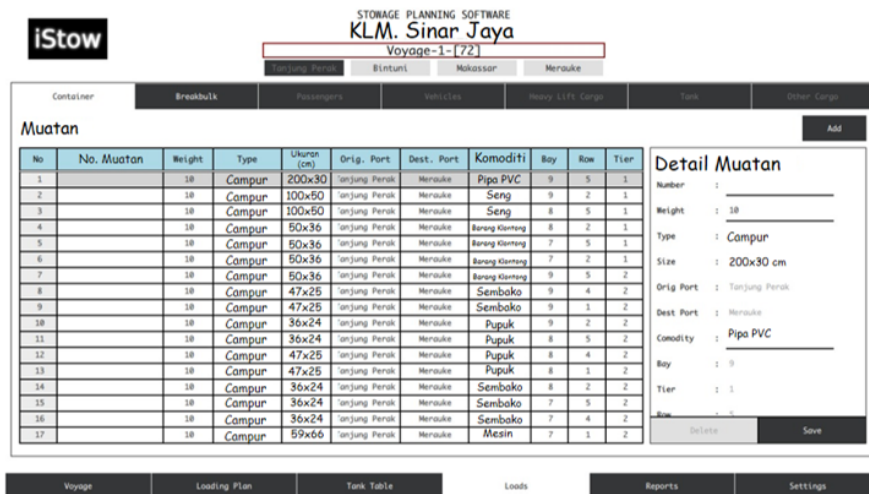 iStow
STOWAGE PLANNING SOFTWARE
KLM. Sinar Jaya
Voyage-1-[72]
Tanjung Perak Bintuni Makassar Merauke
Container Breakbulk Passengers Vehicles Heavy Lift Cargo Tank Other Cargo
Muatan
Add
No No. Muatan Weight Type Ukuran (cm) Orig. Port Dest. Port Komoditi Bay Row Tier
1 10 Campur 200x30 Tanjung Perak Merauke Pipa PVC 9 5 1
2 10 Campur 100x50 Tanjung Perak Merauke Seng 9 2 1
3 10 Campur 100x50 Tanjung Perak Merauke Seng 8 5 1
4 10 Campur 50x36 Tanjung Perak Merauke Barang Klontong 8 2 1
5 10 Campur 50x36 Tanjung Perak Merauke Barang Klontong 7 5 1
6 10 Campur 50x36 Tanjung Perak Merauke Barang Klontong 7 2 1
7 10 Campur 50x36 Tanjung Perak Merauke Barang Klontong 9 5 2
8 10 Campur 47x25 Tanjung Perak Merauke Sembako 9 4 2
9 10 Campur 47x25 Tanjung Perak Merauke Sembako 9 1 2
10 10 Campur 36x24 Tanjung Perak Merauke Pupuk 9 2 2
11 10 Campur 36x24 Tanjung Perak Merauke Pupuk 8 5 2
12 10 Campur 47x25 Tanjung Perak Merauke Pupuk 8 4 2
13 10 Campur 47x25 Tanjung Perak Merauke Pupuk 8 1 2
14 10 Campur 36x24 Tanjung Perak Merauke Sembako 8 2 2
15 10 Campur 36x24 Tanjung Perak Merauke Sembako 7 5 2
16 10 Campur 36x24 Tanjung Perak Merauke Sembako 7 4 2
17 10 Campur 59x66 Tanjung Perak Merauke Mesin 7 1 2
Detail Muatan
Number :
Weight : 10
Type : Campur
Size : 200x30 cm
Orig Port : Tanjung Perak
Dest Port : Merauke
Comodity : Pipa PVC
Bay : 9
Tier : 1
Row : 5
Delete Save
Voyage Loading Plan Tank Table Loads Reports Settings